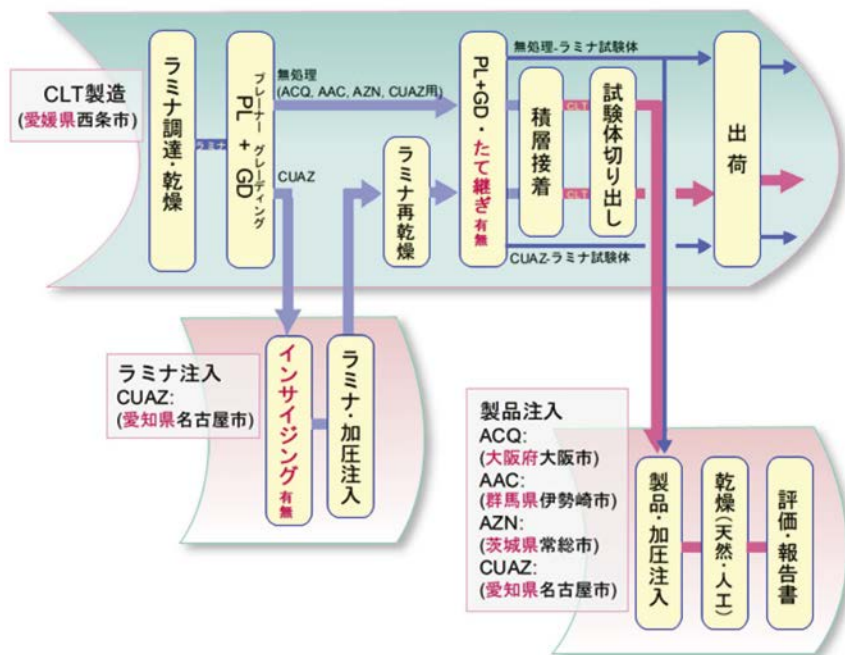 CLT製造
(愛媛県西条市)
ラミナ調達・乾燥
ラミナ
プレーナー グレーディング
PL + GD
無処理
(ACQ, AAC, AZN, CUAZ用)
CUAZ
ラミナ再乾燥
PL+GD・たて継ぎ有無
無処理-ラミナ試験体
積層接着
CLT
CLT
試験体切り出し
CUAZ-ラミナ試験体
出荷
ラミナ注入
CUAZ:
(愛知県名古屋市)
インサイジング有無
ラミナ・加圧注入
製品注入
ACQ:
(大阪府大阪市)
AAC:
(群馬県伊勢崎市)
AZN:
(茨城県常総市)
CUAZ:
(愛知県名古屋市)
製品・加圧注入
乾燥(天然・人工)
評価・報告書